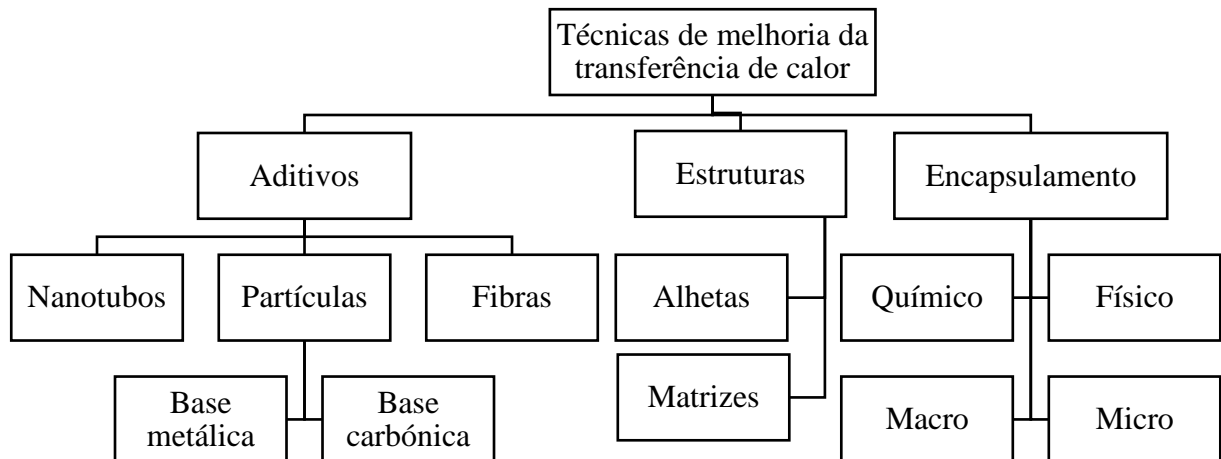 Técnicas de melhoria da
transferência de calor
Aditivos
Estruturas
Encapsulamento
Nanotubos
Partículas
Fibras
Alhetas
Químico
Físico
Base
metálica
Base
carbónica
Matrizes
Macro
Micro